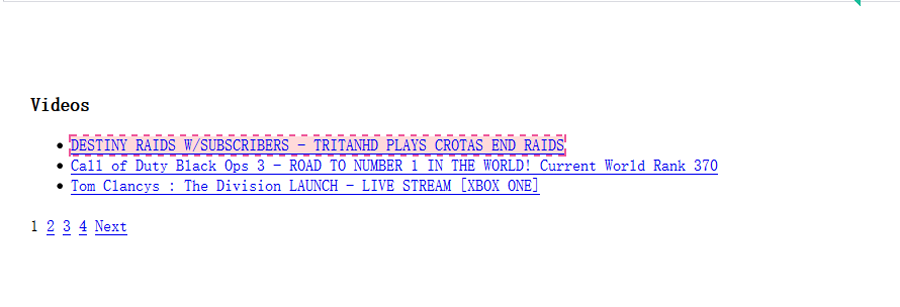 Videos
DESTINY RAIDS W/SUBSCRIBERS - TRITANHD PLAYS CROTAS END RAIDS
Call of Duty Black Ops 3 - ROAD TO NUMBER 1 IN THE WORLD! Current World Rank 370
Tom Clancys : The Division LAUNCH - LIVE STREAM [XBOX ONE]
1 2 3 4 Next